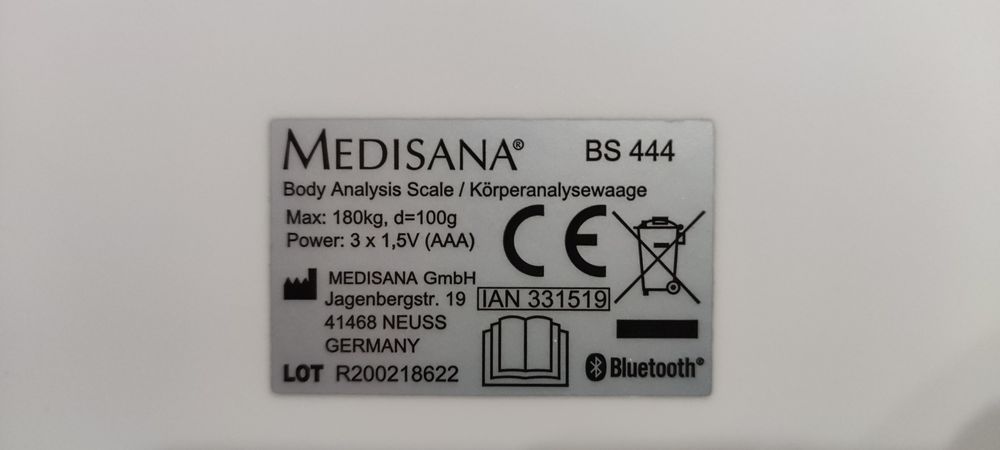 MEDISANA® BS 444
Body Analysis Scale / Körperanalysewaage
Max: 180kg, d=100g
Power: 3 x 1,5V (AAA)
CE
MEDISANA GmbH
Jagenbergstr. 19
IAN 331519
41468 NEUSS
GERMANY
LOT R200218622
Bluetooth®